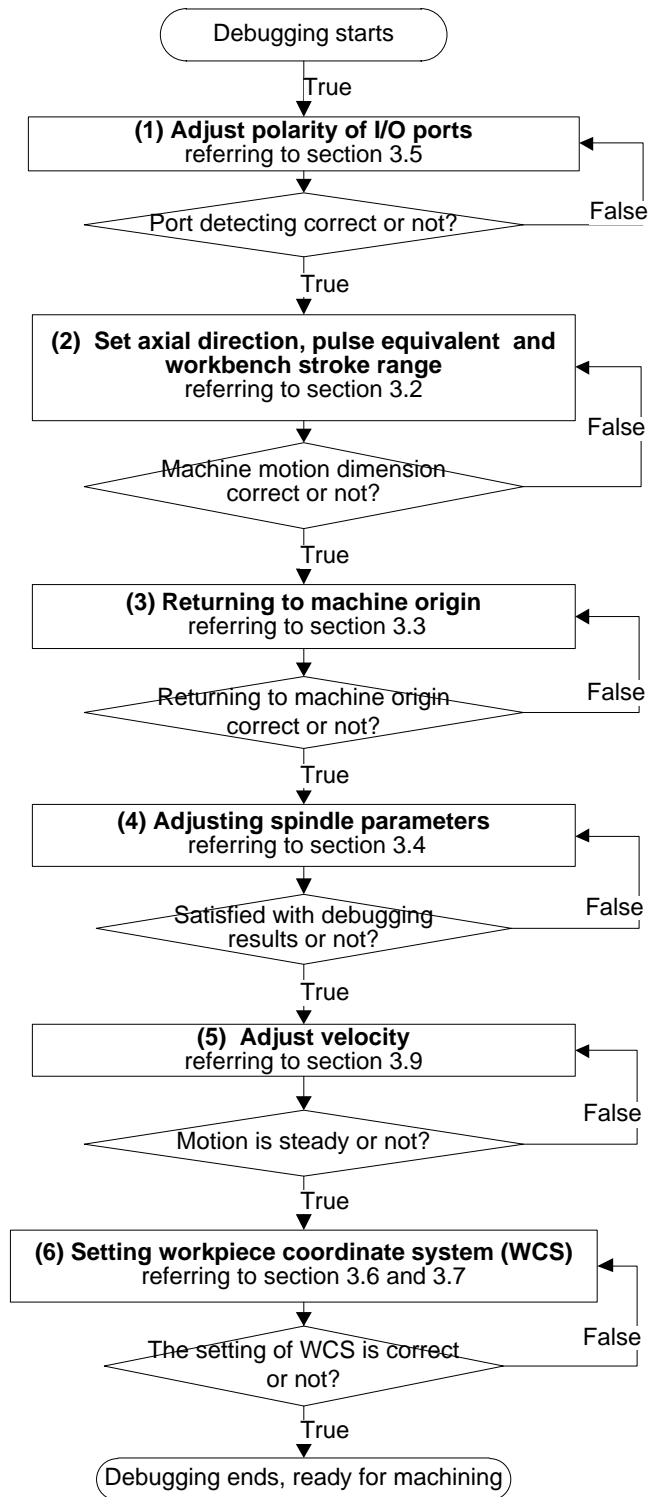 Debugging starts
True
(1) Adjust polarity of I/O ports
referring to section 3.5
Port detecting correct or not?
False
True
(2) Set axial direction, pulse equivalent and
workbench stroke range
referring to section 3.2
False
Machine motion dimension
correct or not?
True
(3) Returning to machine origin
referring to section 3.3
False
Returning to machine origin
correct or not?
True
(4) Adjusting spindle parameters
referring to section 3.4
False
Satisfied with debugging
results or not?
True
(5) Adjust velocity
referring to section 3.9
False
Motion is steady or not?
True
(6) Setting workpiece coordinate system (WCS)
referring to section 3.6 and 3.7
False
The setting of WCS is correct
or not?
True
Debugging ends, ready for machining